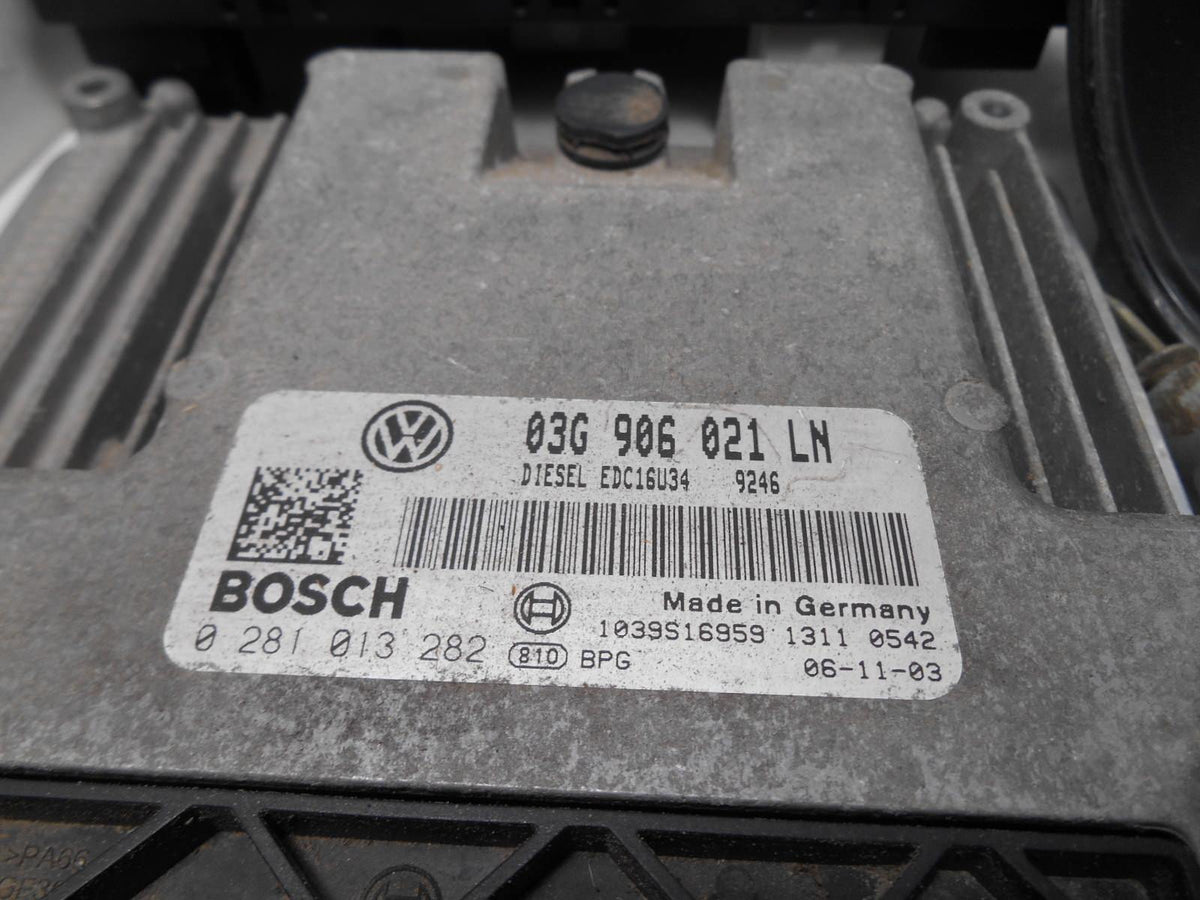 03G 906 021 LN
DIESEL EDC16U34 9246
BOSCH
Made in Germany
1039S16959 1311 0542
0 281 013 282
810 BPG
06-11-03
>PA66